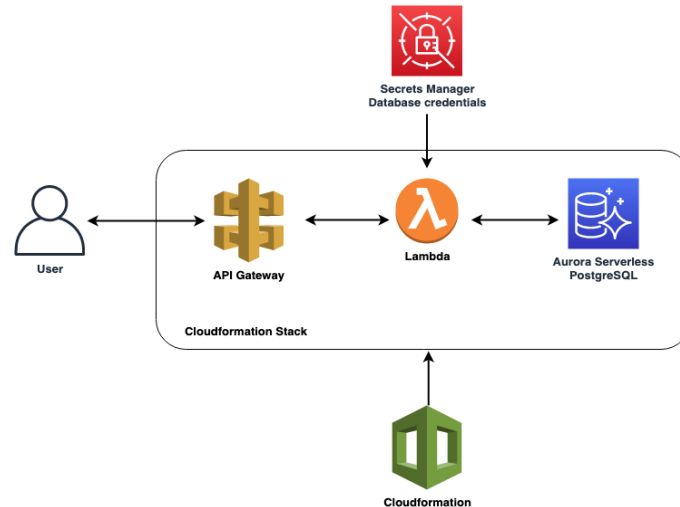 Secrets Manager
Database credentials
User
API Gateway
Lambda
Aurora Serverless
PostgreSQL
Cloudformation Stack
Cloudformation